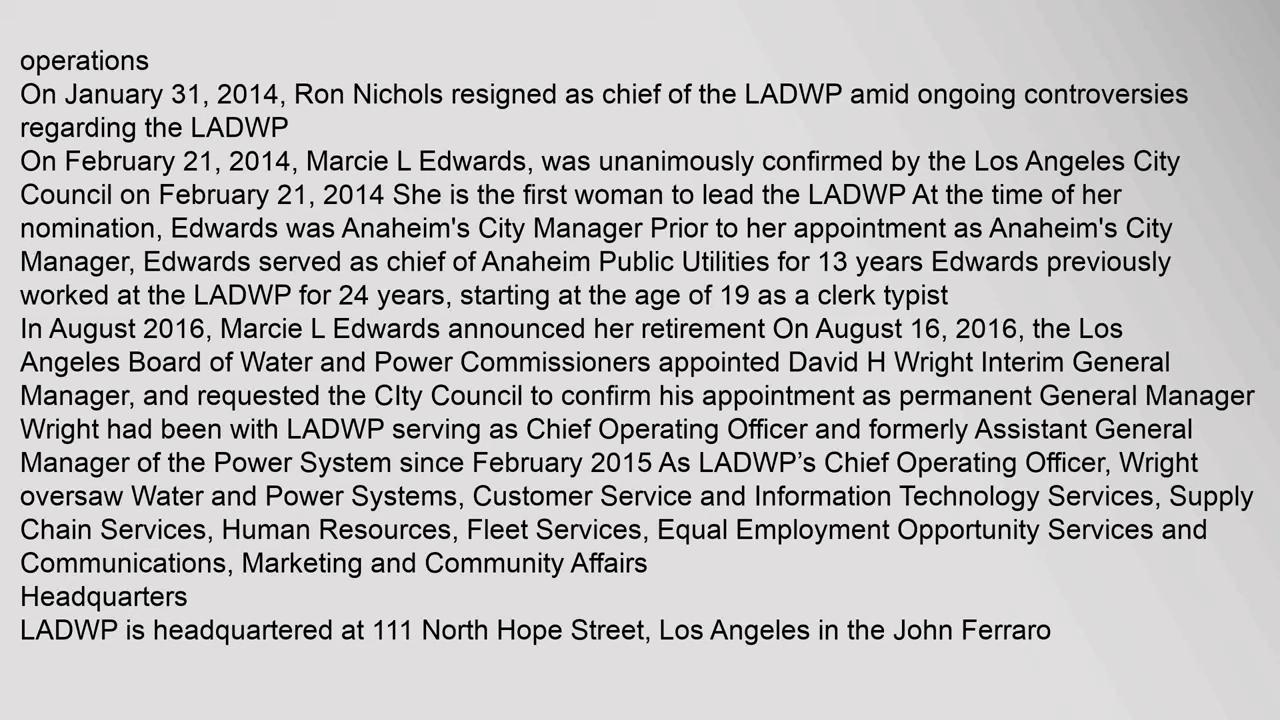 operations
On January 31, 2014, Ron Nichols resigned as chief of the LADWP amid ongoing controversies
regarding the LADWP
On February 21, 2014, Marcie L Edwards, was unanimously confirmed by the Los Angeles City
Council on February 21, 2014 She is the first woman to lead the LADWP At the time of her
nomination, Edwards was Anaheim's City Manager Prior to her appointment as Anaheim's City
Manager, Edwards served as chief of Anaheim Public Utilities for 13 years Edwards previously
worked at the LADWP for 24 years, starting at the age of 19 as a clerk typist
In August 2016, Marcie L Edwards announced her retirement On August 16, 2016, the Los
Angeles Board of Water and Power Commissioners appointed David H Wright Interim General
Manager, and requested the CIty Council to confirm his appointment as permanent General Manager
Wright had been with LADWP serving as Chief Operating Officer and formerly Assistant General
Manager of the Power System since February 2015 As LADWP’s Chief Operating Officer, Wright
oversaw Water and Power Systems, Customer Service and Information Technology Services, Supply
Chain Services, Human Resources, Fleet Services, Equal Employment Opportunity Services and
Communications, Marketing and Community Affairs
Headquarters
LADWP is headquartered at 111 North Hope Street, Los Angeles in the John Ferraro